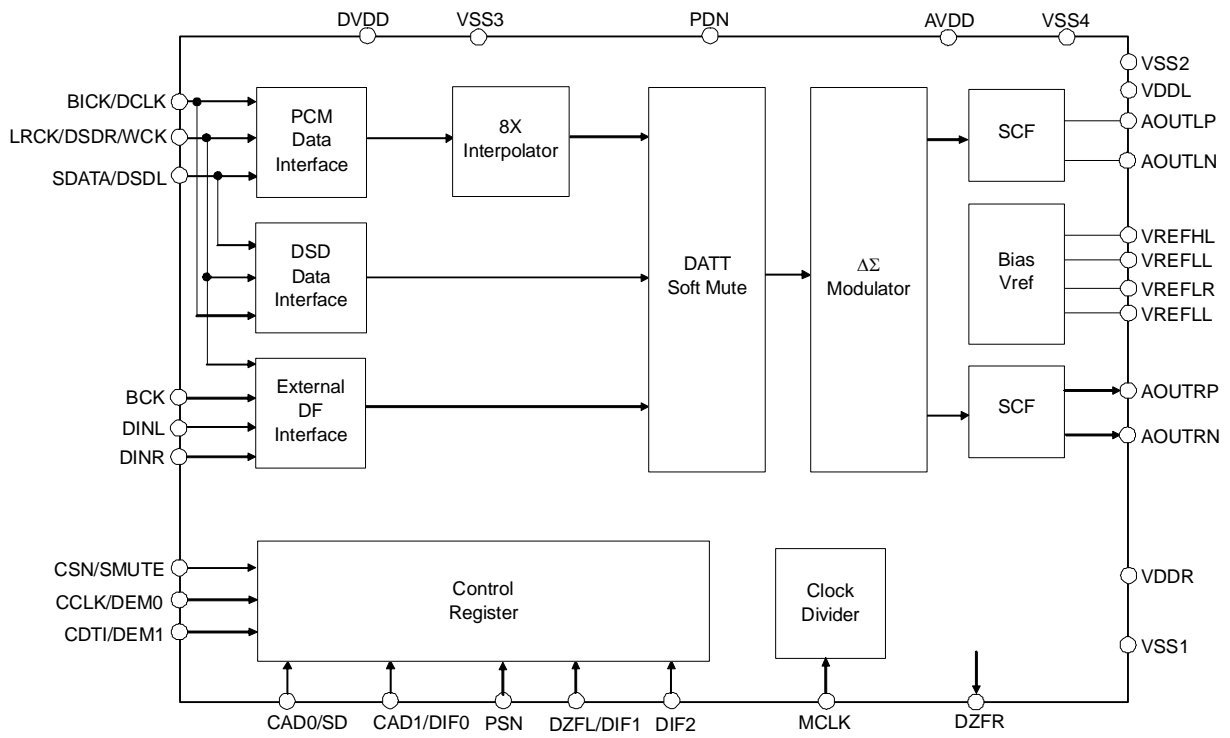 DVDD
VSS3
PDN
AVDD
VSS4
VSS2
VDDL
BICK/DCLK
LRCK/DSDR/WCK
SDATA/DSDL
PCM
Data
Interface
8X
Interpolator
DSD
Data
Interface
External
DF
Interface
BCK
DINL
DINR
DATT
Soft Mute
ΔΣ
Modulator
SCF
AOUTLP
AOUTLN
Bias
Vref
VREFHL
VREFLL
VREFLR
VREFLL
SCF
AOUTRP
AOUTRN
CSN/SMUTE
CCLK/DEM0
CDTI/DEM1
Control
Register
Clock
Divider
VDDR
VSS1
CAD0/SD
CAD1/DIF0
PSN
DZFL/DIF1
DIF2
MCLK
DZFR